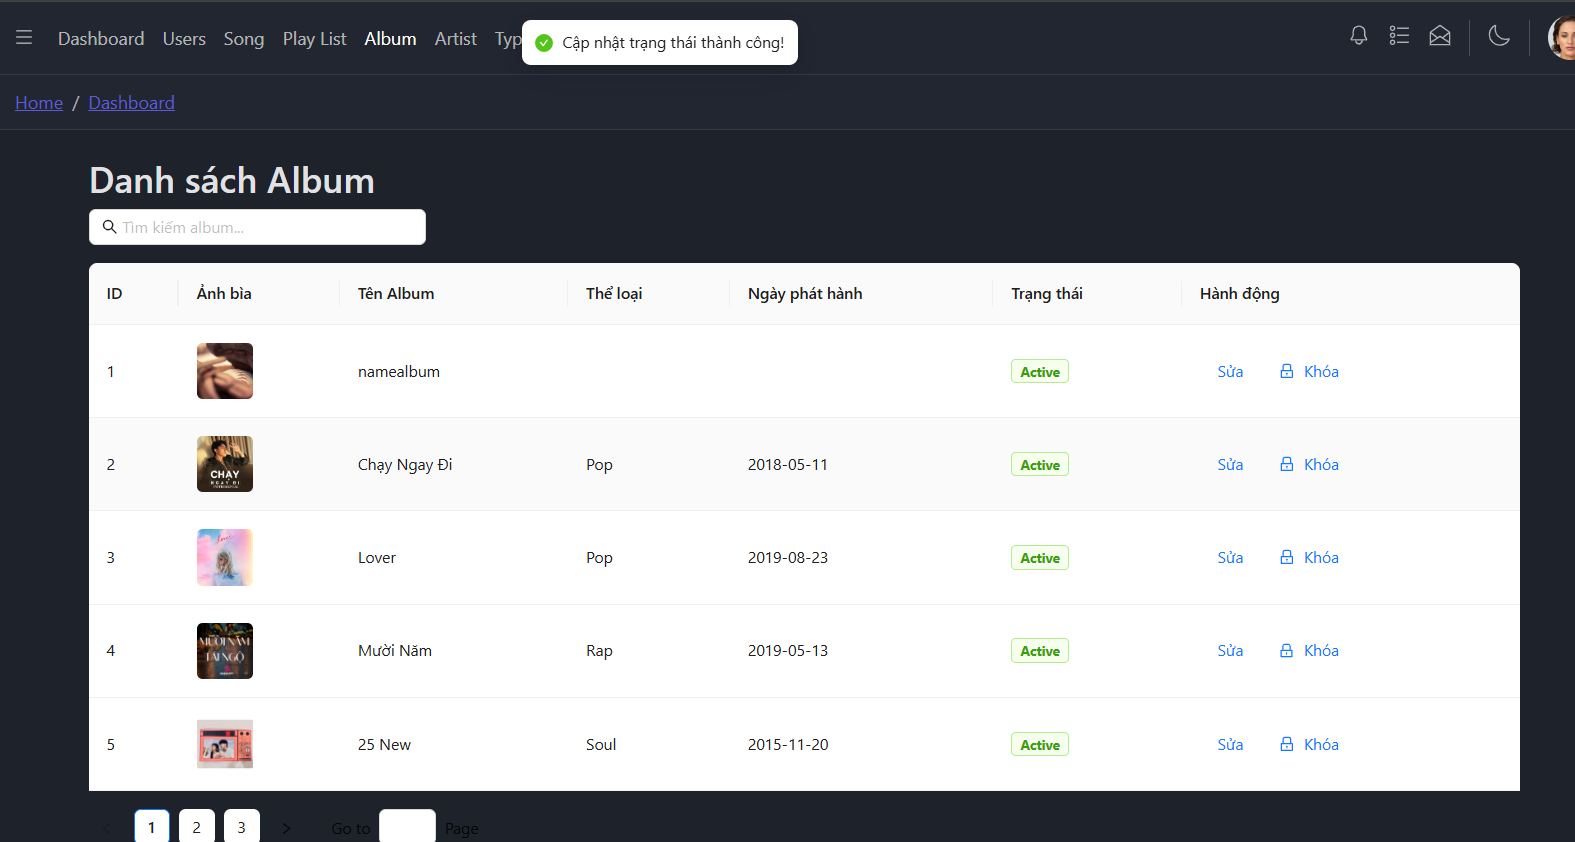 Dashboard Users Song Play List Album Artist Typ
Cập nhật trạng thái thành công!
Home / Dashboard
Danh sách Album
Tìm kiếm album...
ID Ảnh bìa Tên Album Thể loại Ngày phát hành Trạng thái Hành động
1 namealbum Active Sửa Khóa
2 CHẠY NGAY ĐI Chạy Ngay Đi Pop 2018-05-11 Active Sửa Khóa
3 Lover Pop 2019-08-23 Active Sửa Khóa
4 MƯỜI NĂM Mười Năm Rap 2019-05-13 Active Sửa Khóa
5 25 New Soul 2015-11-20 Active Sửa Khóa
1 2 3 Go to Page